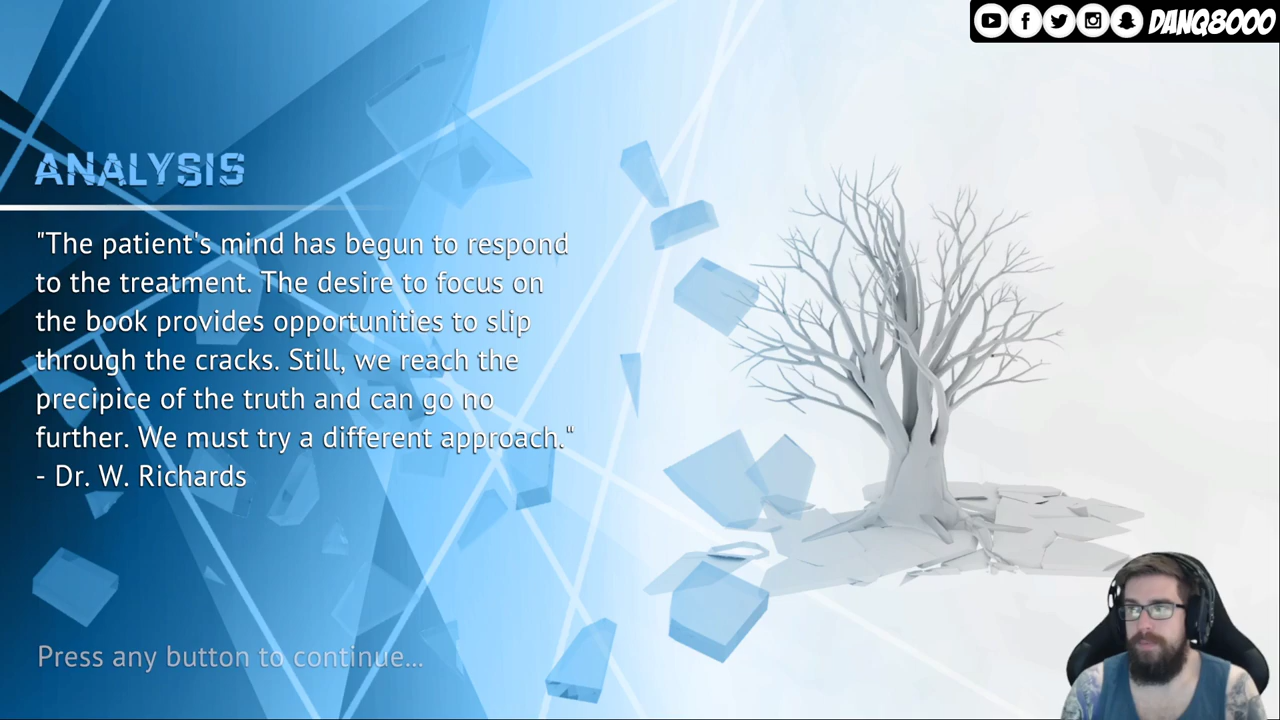 DANQ8000
ANALYSIS
"The patient's mind has begun to respond
to the treatment. The desire to focus on
the book provides opportunities to slip
through the cracks. Still, we reach the
precipice of the truth and can go no
further. We must try a different approach."
- Dr. W. Richards
Press any button to continue...